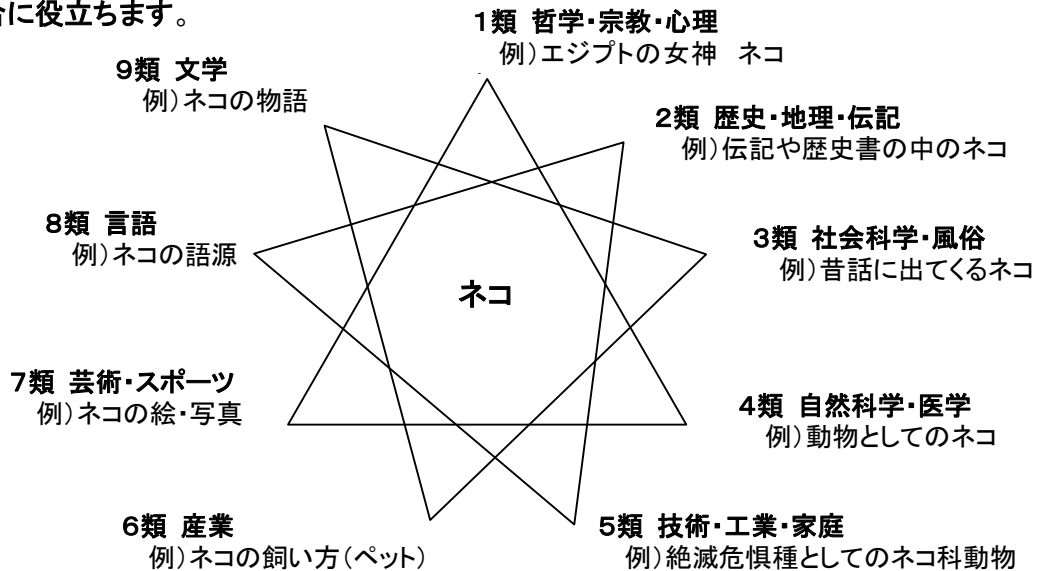 合に役立ちます。
1類 哲学・宗教・心理
例)エジプトの女神 ネコ
2類 歴史・地理・伝記
例)伝記や歴史書の中のネコ
3類 社会科学・風俗
例)昔話に出てくるネコ
4類 自然科学・医学
例)動物としてのネコ
5類 技術・工業・家庭
例)絶滅危惧種としてのネコ科動物
6類 産業
例)ネコの飼い方(ペット)
7類 芸術・スポーツ
例)ネコの絵・写真
8類 言語
例)ネコの語源
9類 文学
例)ネコの物語
ネコ